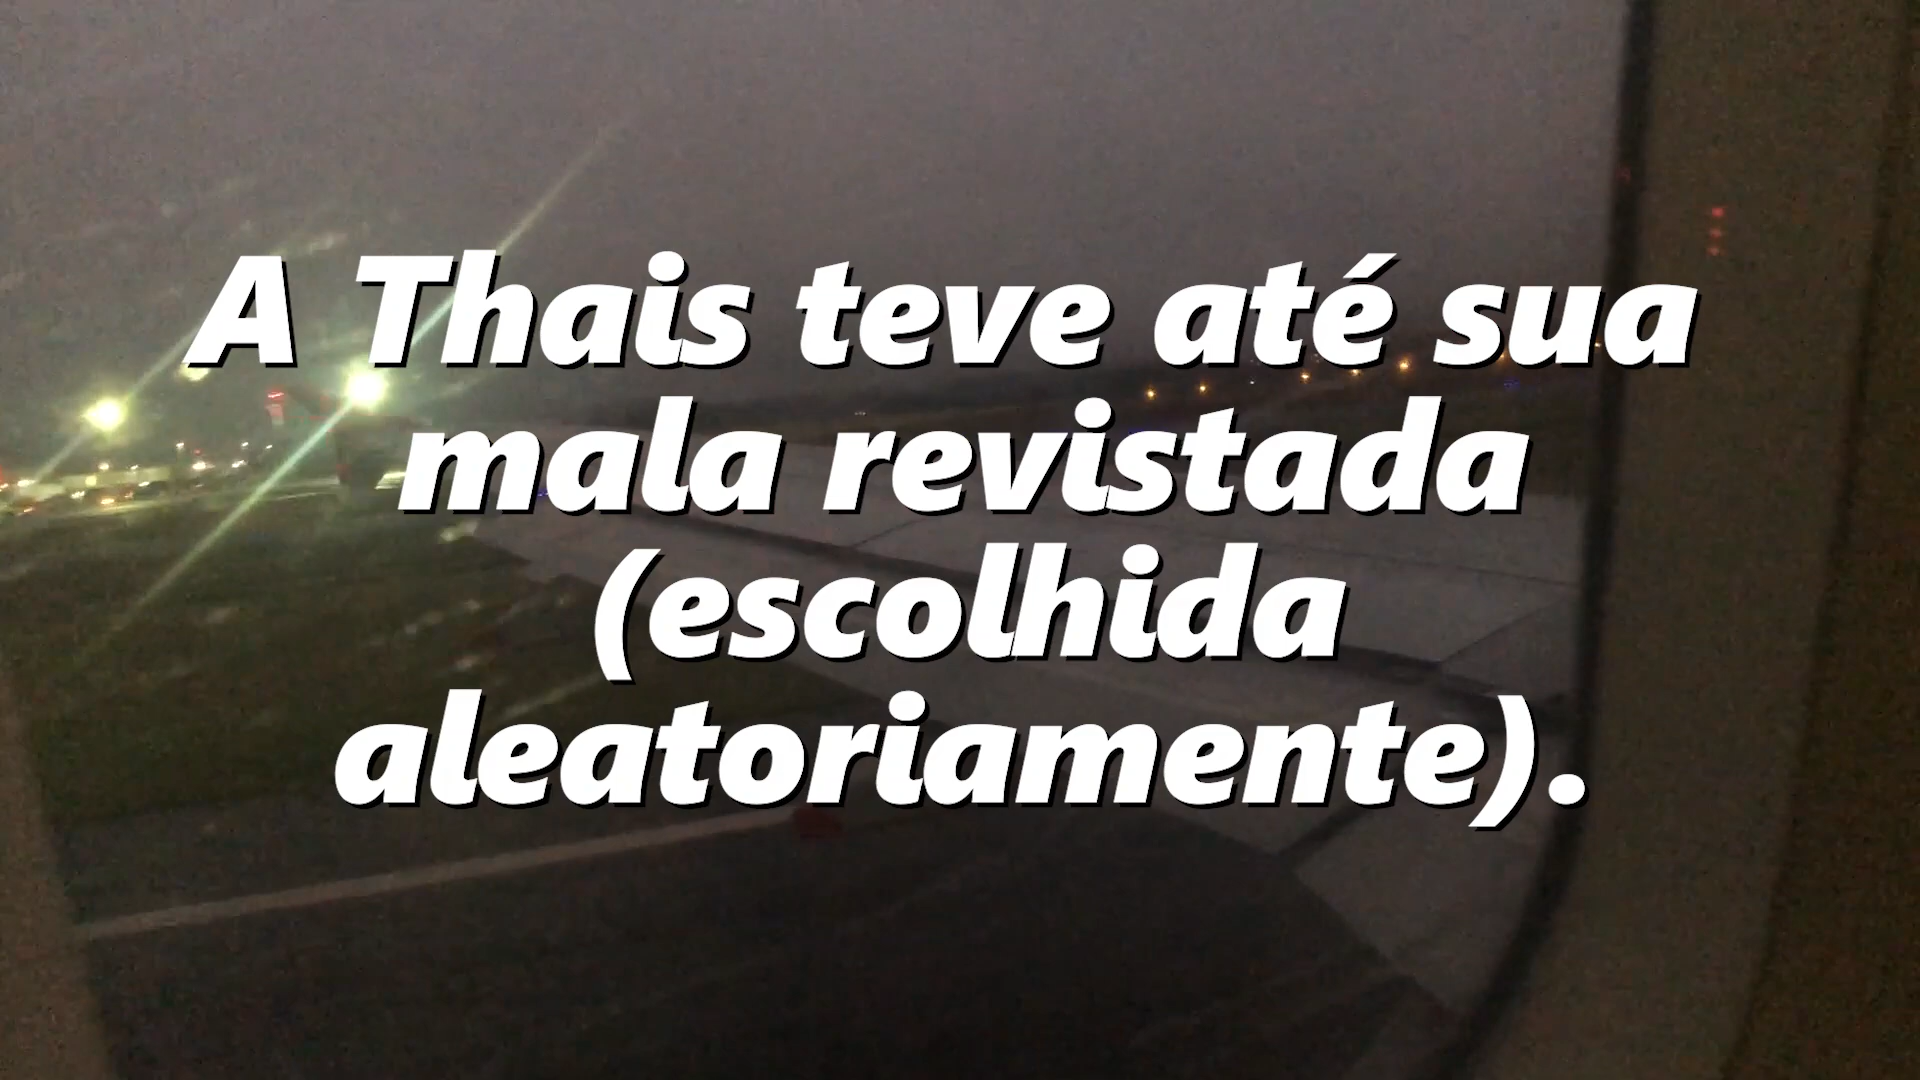 A Thais teve até sua
mala revistada
(escolhida
aleatoriamente).